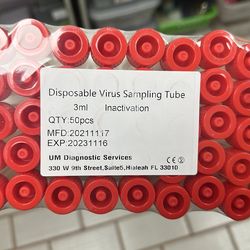 Disposable Virus Sampling Tube
3ml Inactivation
QTY:50pcs
MFD:20211117
EXP:20231116
UM Diagnostic Services
330 W 9th Street,Suite5,Hialeah FL 33010